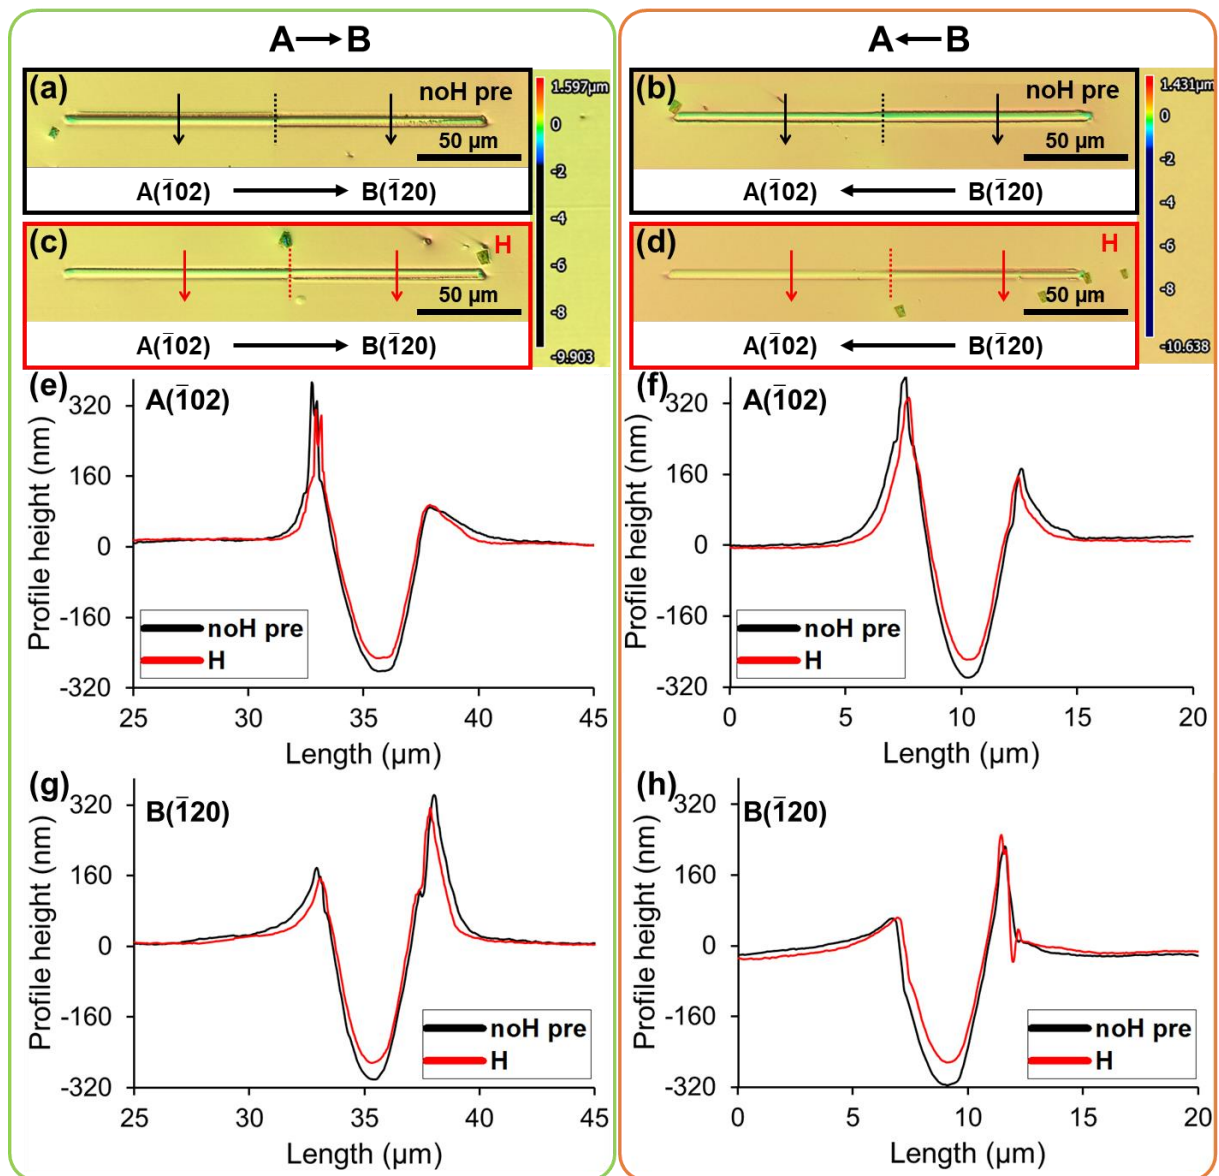 A → B
A ← B
(a)
noH pre
50 µm
A(1̅02) → B(1̅20)
(c)
H
50 µm
A(1̅02) → B(1̅20)
1.597µm
0
-2
-4
-6
-8
-9.903
(b)
noH pre
50 µm
A(1̅02) ← B(1̅20)
(d)
H
50 µm
A(1̅02) ← B(1̅20)
1.431µm
0
-2
-4
-6
-8
-10.638
(e)
A(1̅02)
Profile height (nm)
320
160
0
-160
-320
noH pre
H
25 30 35 40 45
Length (µm)
(f)
A(1̅02)
Profile height (nm)
320
160
0
-160
-320
noH pre
H
0 5 10 15 20
Length (µm)
(g)
B(1̅20)
Profile height (nm)
320
160
0
-160
-320
noH pre
H
25 30 35 40 45
Length (µm)
(h)
B(1̅20)
Profile height (nm)
320
160
0
-160
-320
noH pre
H
0 5 10 15 20
Length (µm)